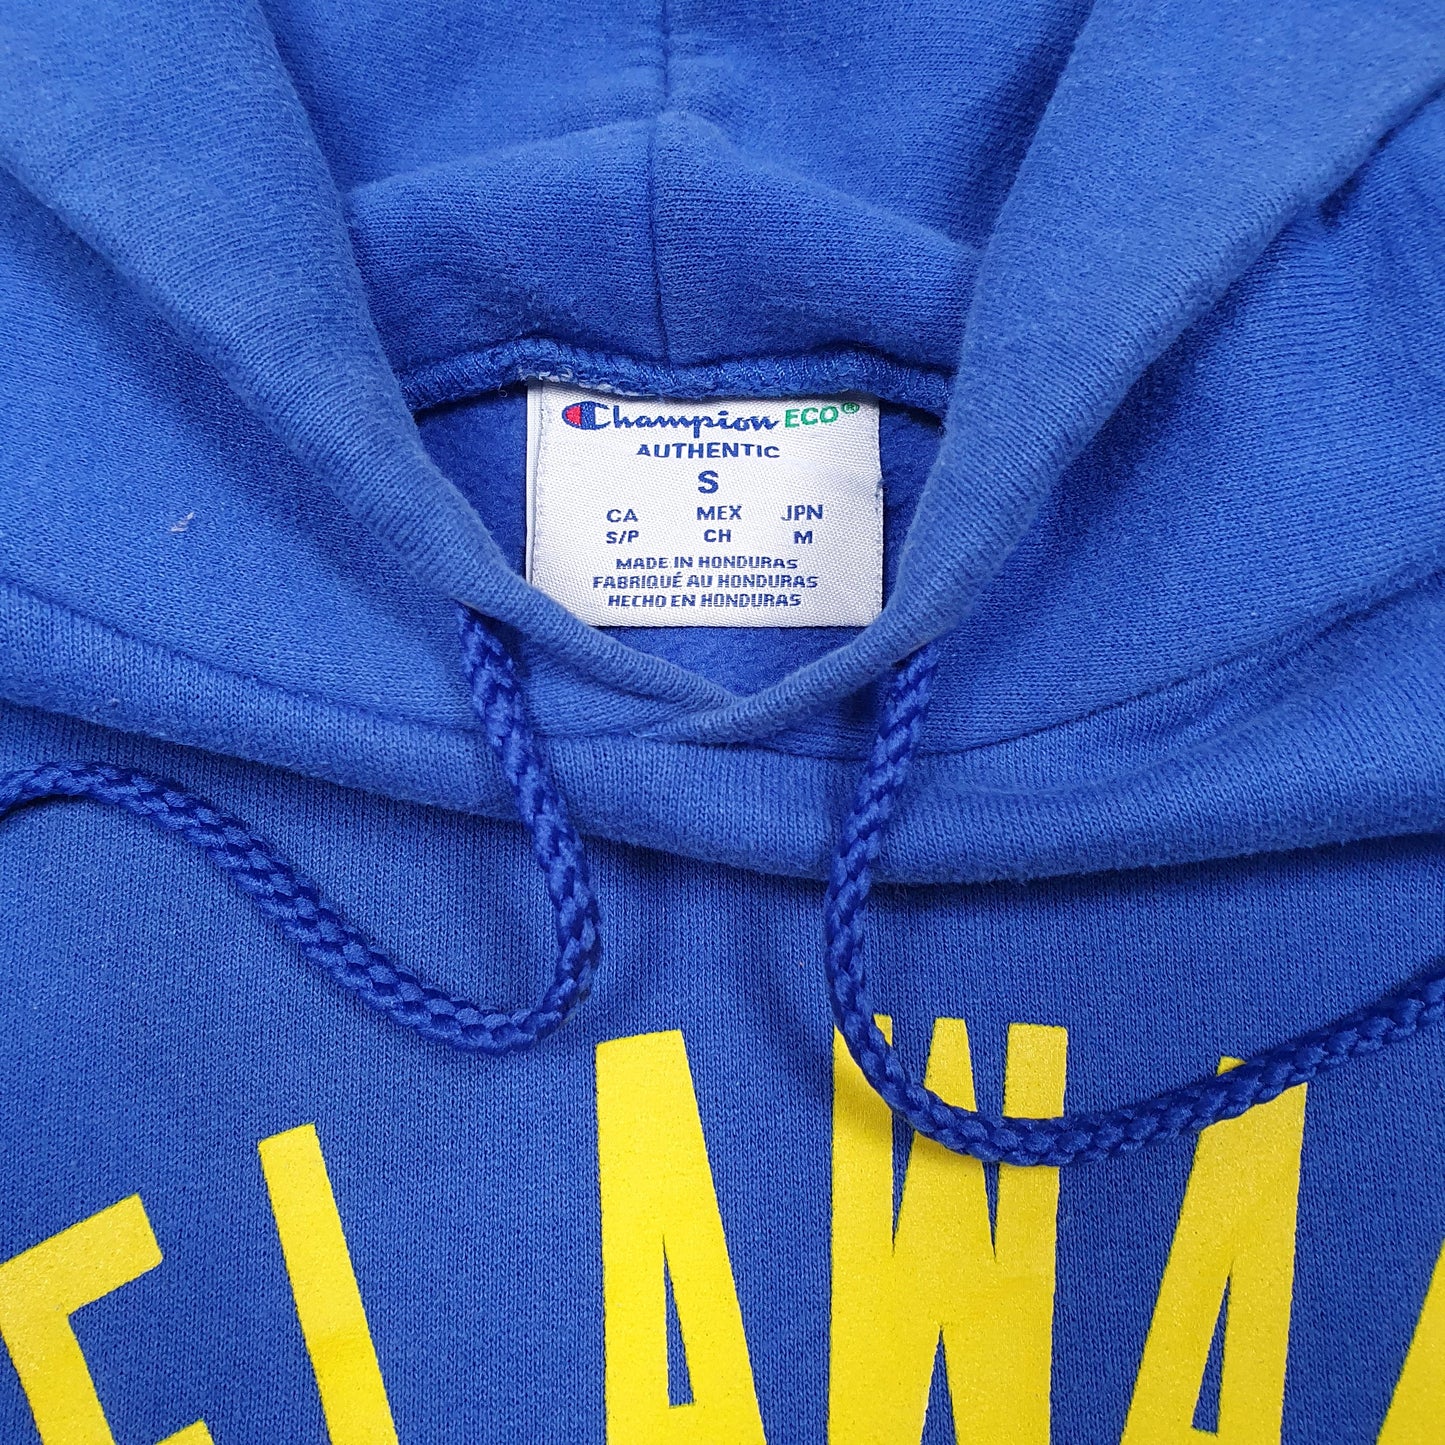 Champion ECO®
AUTHENTIC
S
CA MEX JPN
S/P CH M
MADE IN HONDURAS
FABRIQUÉ AU HONDURAS
HECHO EN HONDURAS
ELAWA